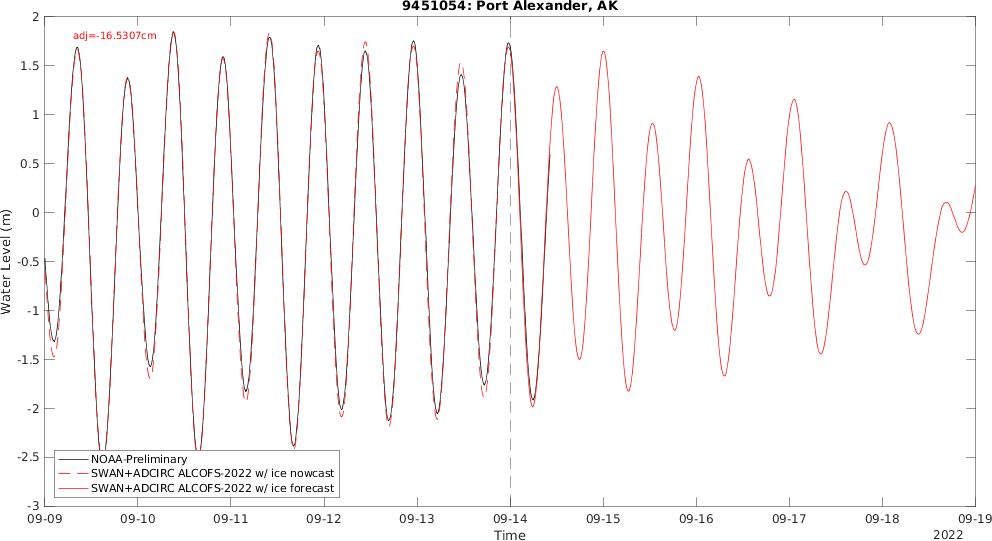 9451054: Port Alexander, AK
adj=-16.5307cm
2
1.5
1
0.5
0
-0.5
-1
-1.5
-2
-2.5
-3
Water Level (m)
NOAA-Preliminary
SWAN+ADCIRC ALCOFS-2022 w/ ice nowcast
SWAN+ADCIRC ALCOFS-2022 w/ ice forecast
09-09 09-10 09-11 09-12 09-13 09-14 09-15 09-16 09-17 09-18 09-19
Time
2022